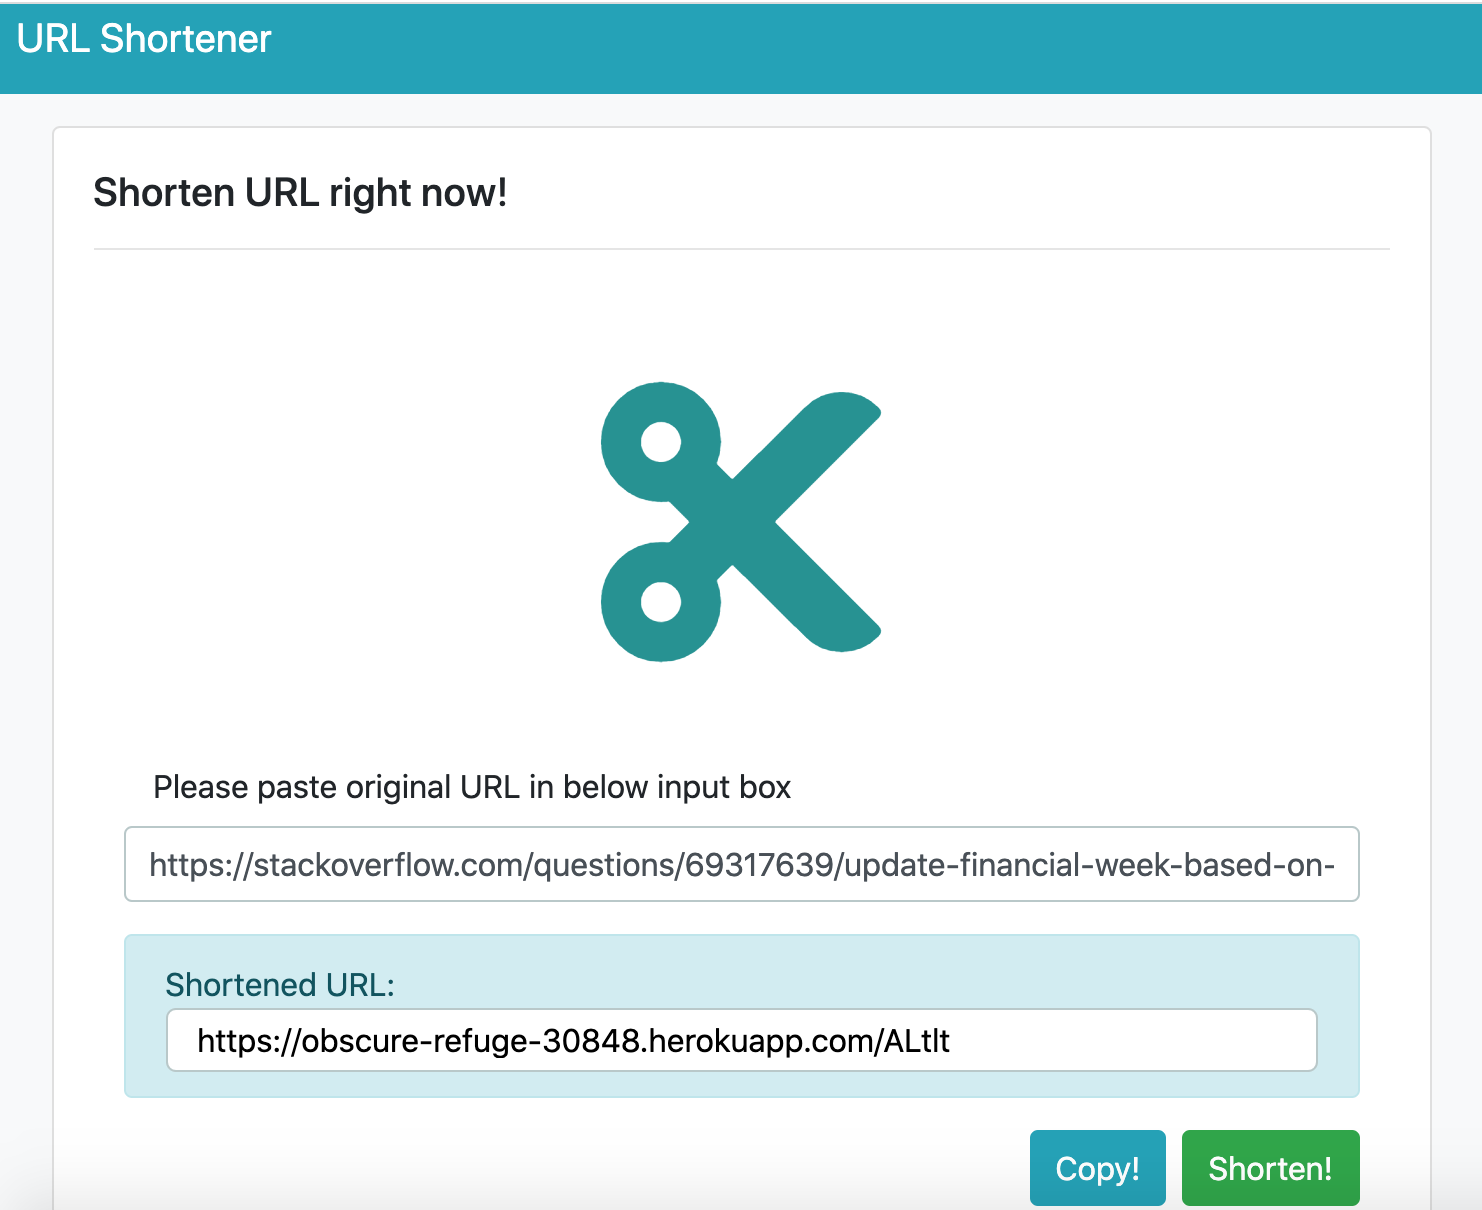 URL Shortener
Shorten URL right now!
Please paste original URL in below input box
https://stackoverflow.com/questions/69317639/update-financial-week-based-on-
Shortened URL:
https://obscure-refuge-30848.herokuapp.com/ALtlt
Copy!
Shorten!